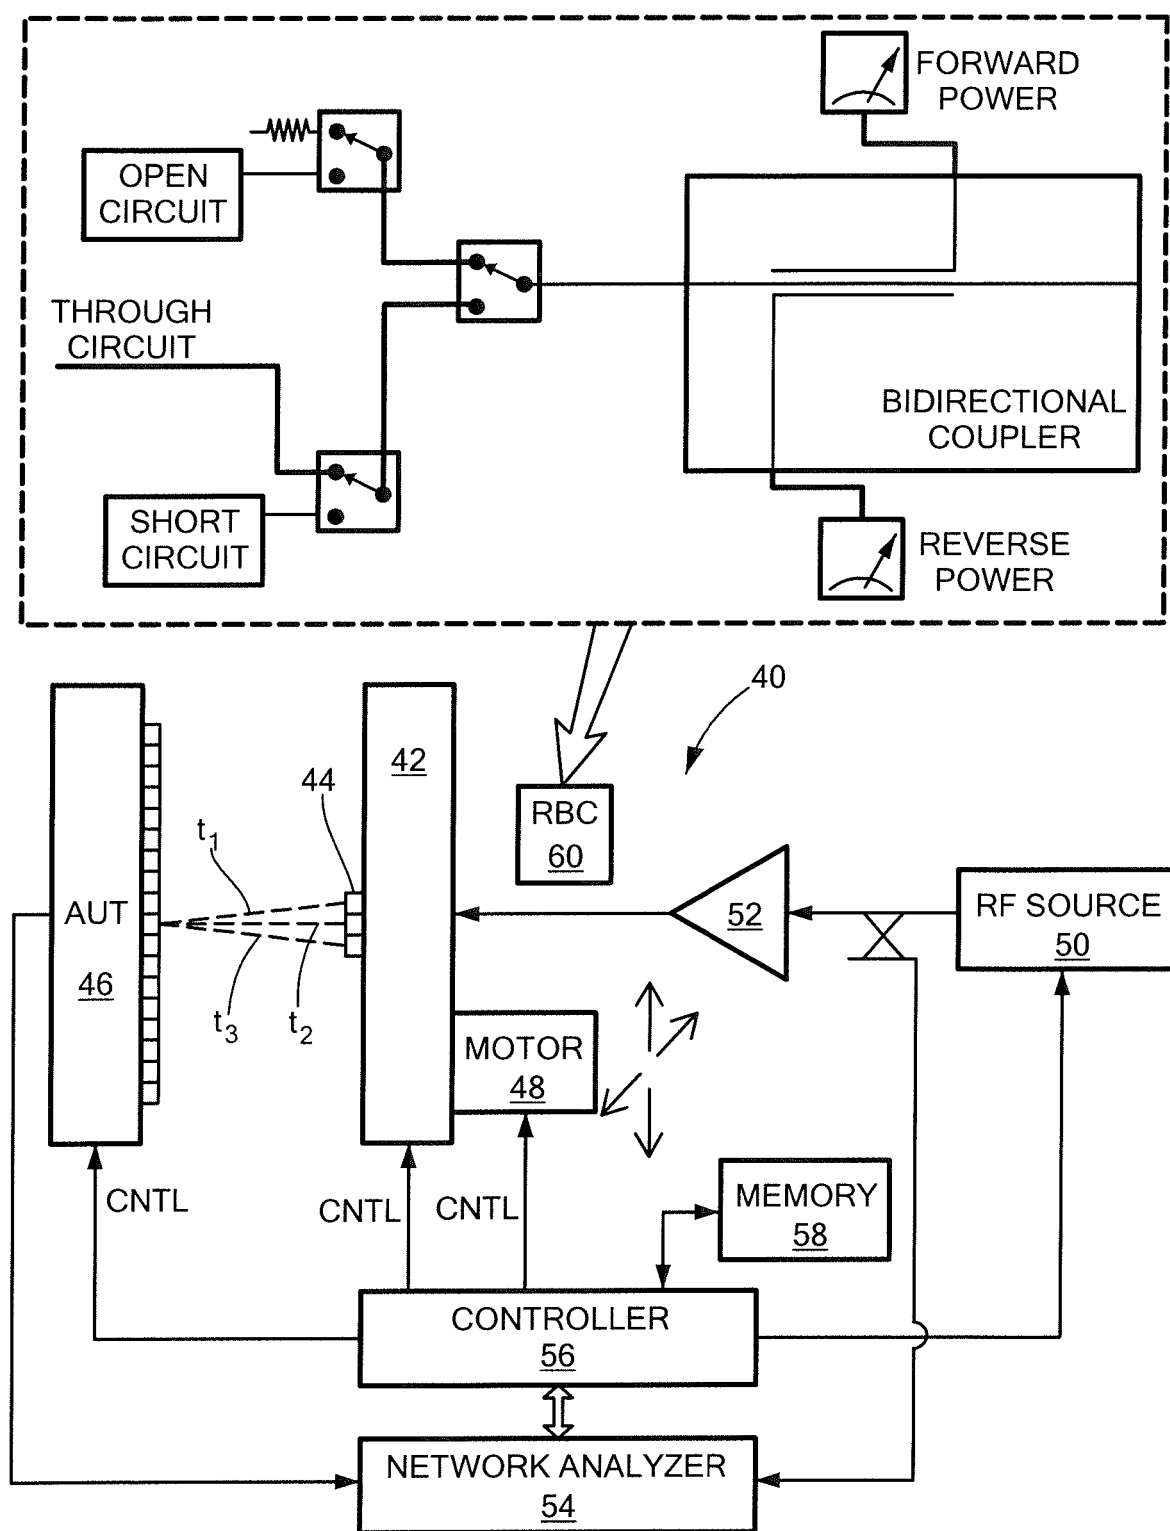 FORWARD
POWER
OPEN
CIRCUIT
THROUGH
CIRCUIT
BIDIRECTIONAL
COUPLER
SHORT
CIRCUIT
REVERSE
POWER
40
42
44
RBC
60
t1
AUT
46
52
RF SOURCE
50
t3
t2
MOTOR
48
CNTL
CNTL
CNTL
MEMORY
58
CONTROLLER
56
NETWORK ANALYZER
54